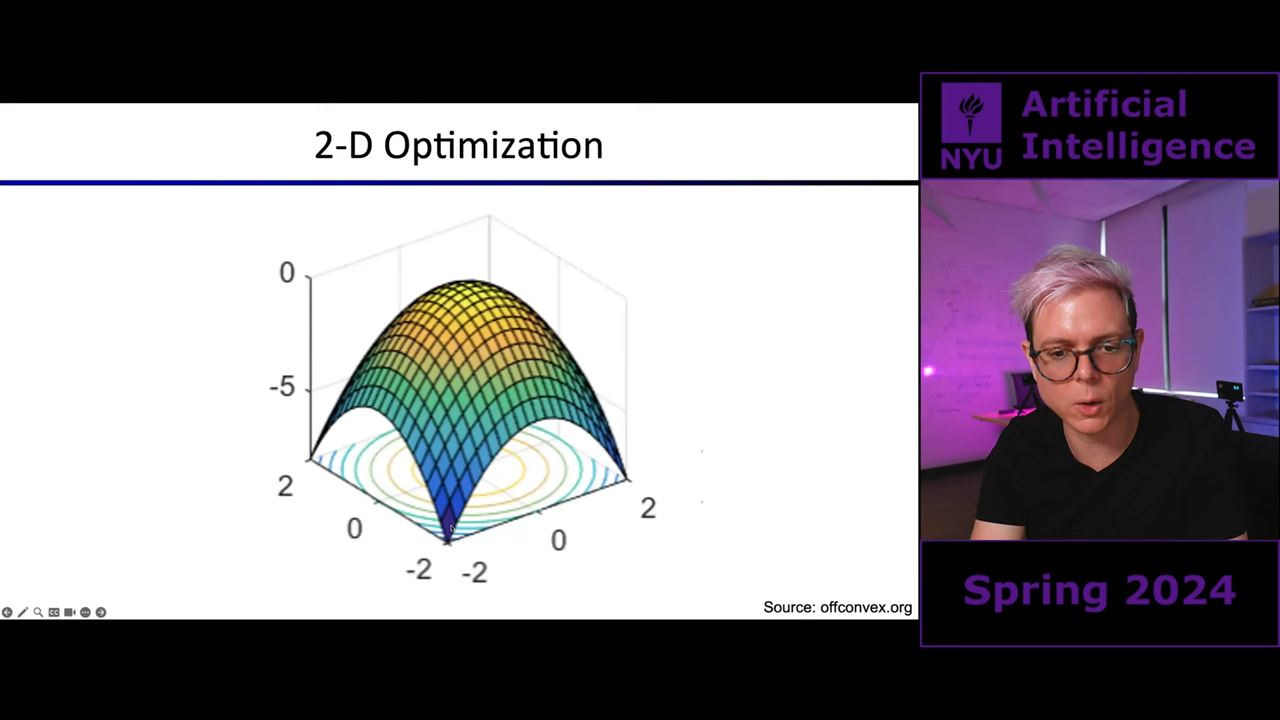 2-D Optimization
0
-5
2
0
-2
-2
0
2
Source: offconvex.org
NYU
Artificial
Intelligence
Spring 2024